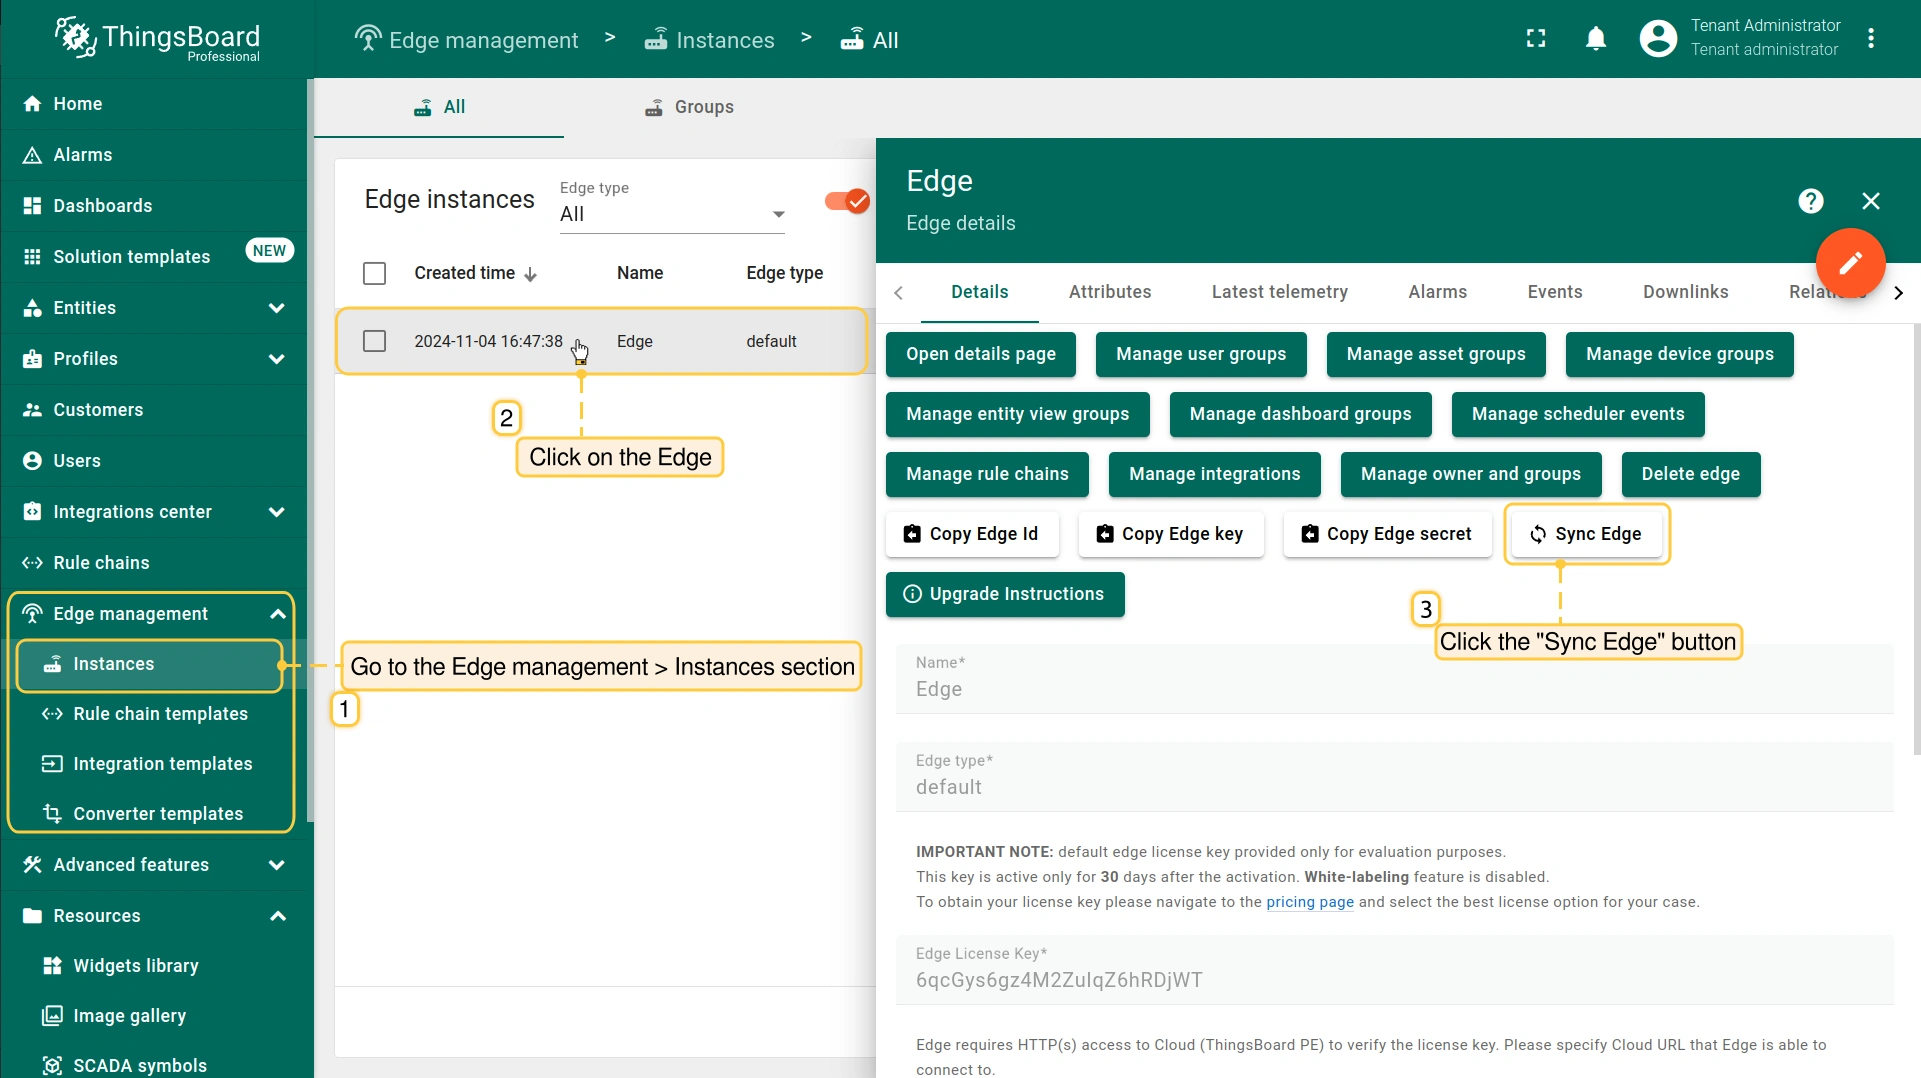 ThingsBoard
Professional
Edge management > Instances > All
Tenant Administrator
Tenant administrator
Home
Alarms
Dashboards
Solution templates NEW
Entities
Profiles
Customers
Users
Integrations center
Rule chains
Edge management
Instances
Rule chain templates
Integration templates
Converter templates
Advanced features
Resources
Widgets library
Image gallery
SCADA symbols
All Groups
Edge instances
Edge type
All
Created time Name Edge type
2024-11-04 16:47:38 Edge default
2
Click on the Edge
Go to the Edge management > Instances section
1
Edge
Edge details
Details Attributes Latest telemetry Alarms Events Downlinks Relations
Open details page Manage user groups Manage asset groups Manage device groups
Manage entity view groups Manage dashboard groups Manage scheduler events
Manage rule chains Manage integrations Manage owner and groups Delete edge
Copy Edge Id Copy Edge key Copy Edge secret Sync Edge
Upgrade Instructions
3
Click the "Sync Edge" button
Name*
Edge
Edge type*
default
IMPORTANT NOTE: default edge license key provided only for evaluation purposes.
This key is active only for 30 days after the activation. White-labeling feature is disabled.
To obtain your license key please navigate to the pricing page and select the best license option for your case.
Edge License Key*
6qcGys6gz4M2ZuIqZ6hRDjWT
Edge requires HTTP(s) access to Cloud (ThingsBoard PE) to verify the license key. Please specify Cloud URL that Edge is able to
connect to.